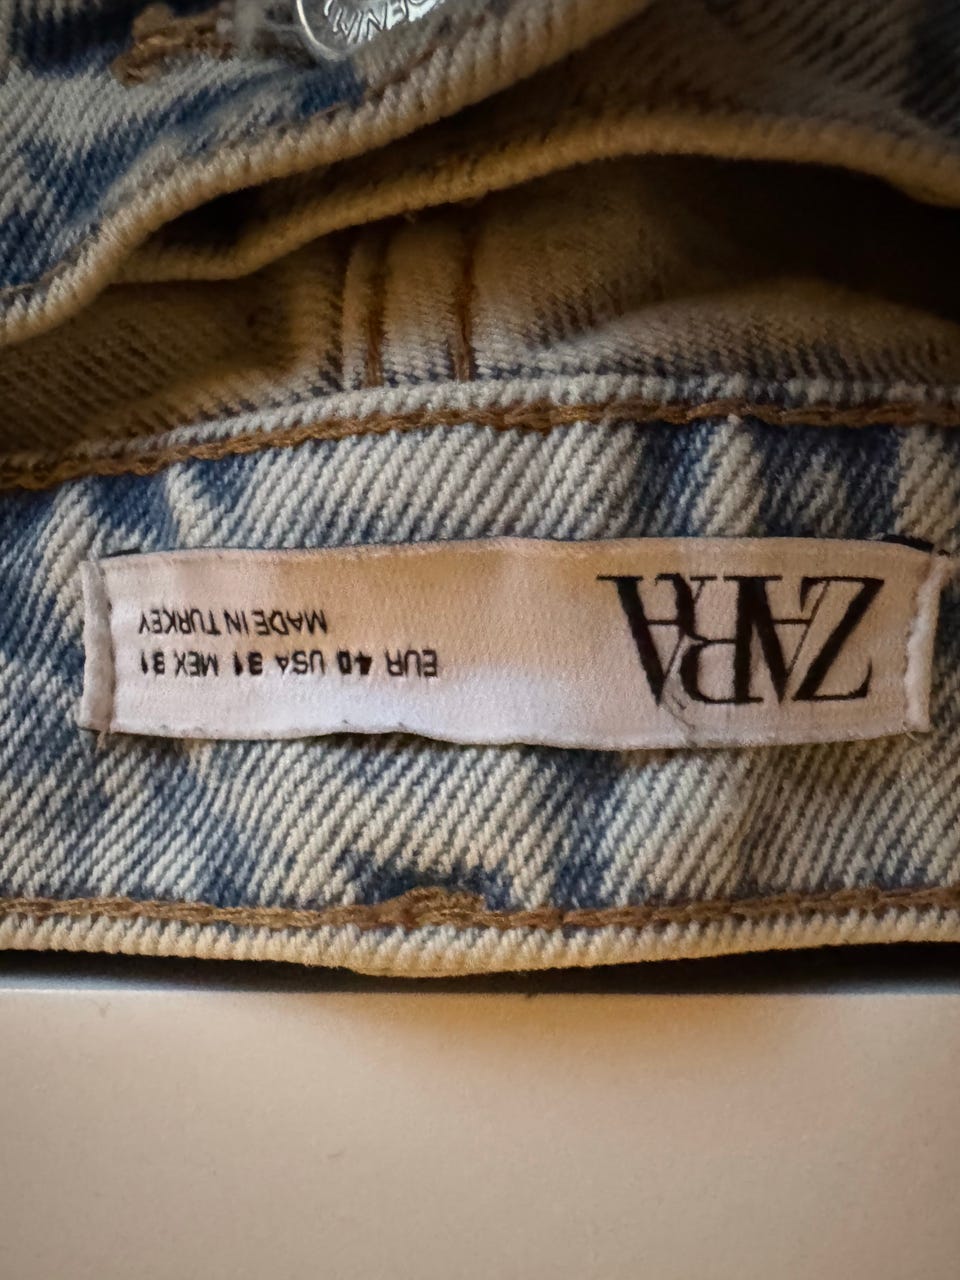 ZARA
EUR 40 USA 31 MEX 31
MADE IN TURKEY